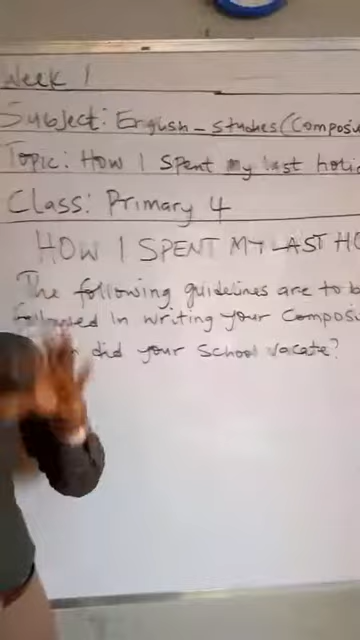 Week 1
Subject: English - studies (Composi
Topic: How I Spent my last holid
Class: Primary 4
HOW I SPENT MY LAST HO
The following guidelines are to b
Followed in writing your Composi
did your School vacate?